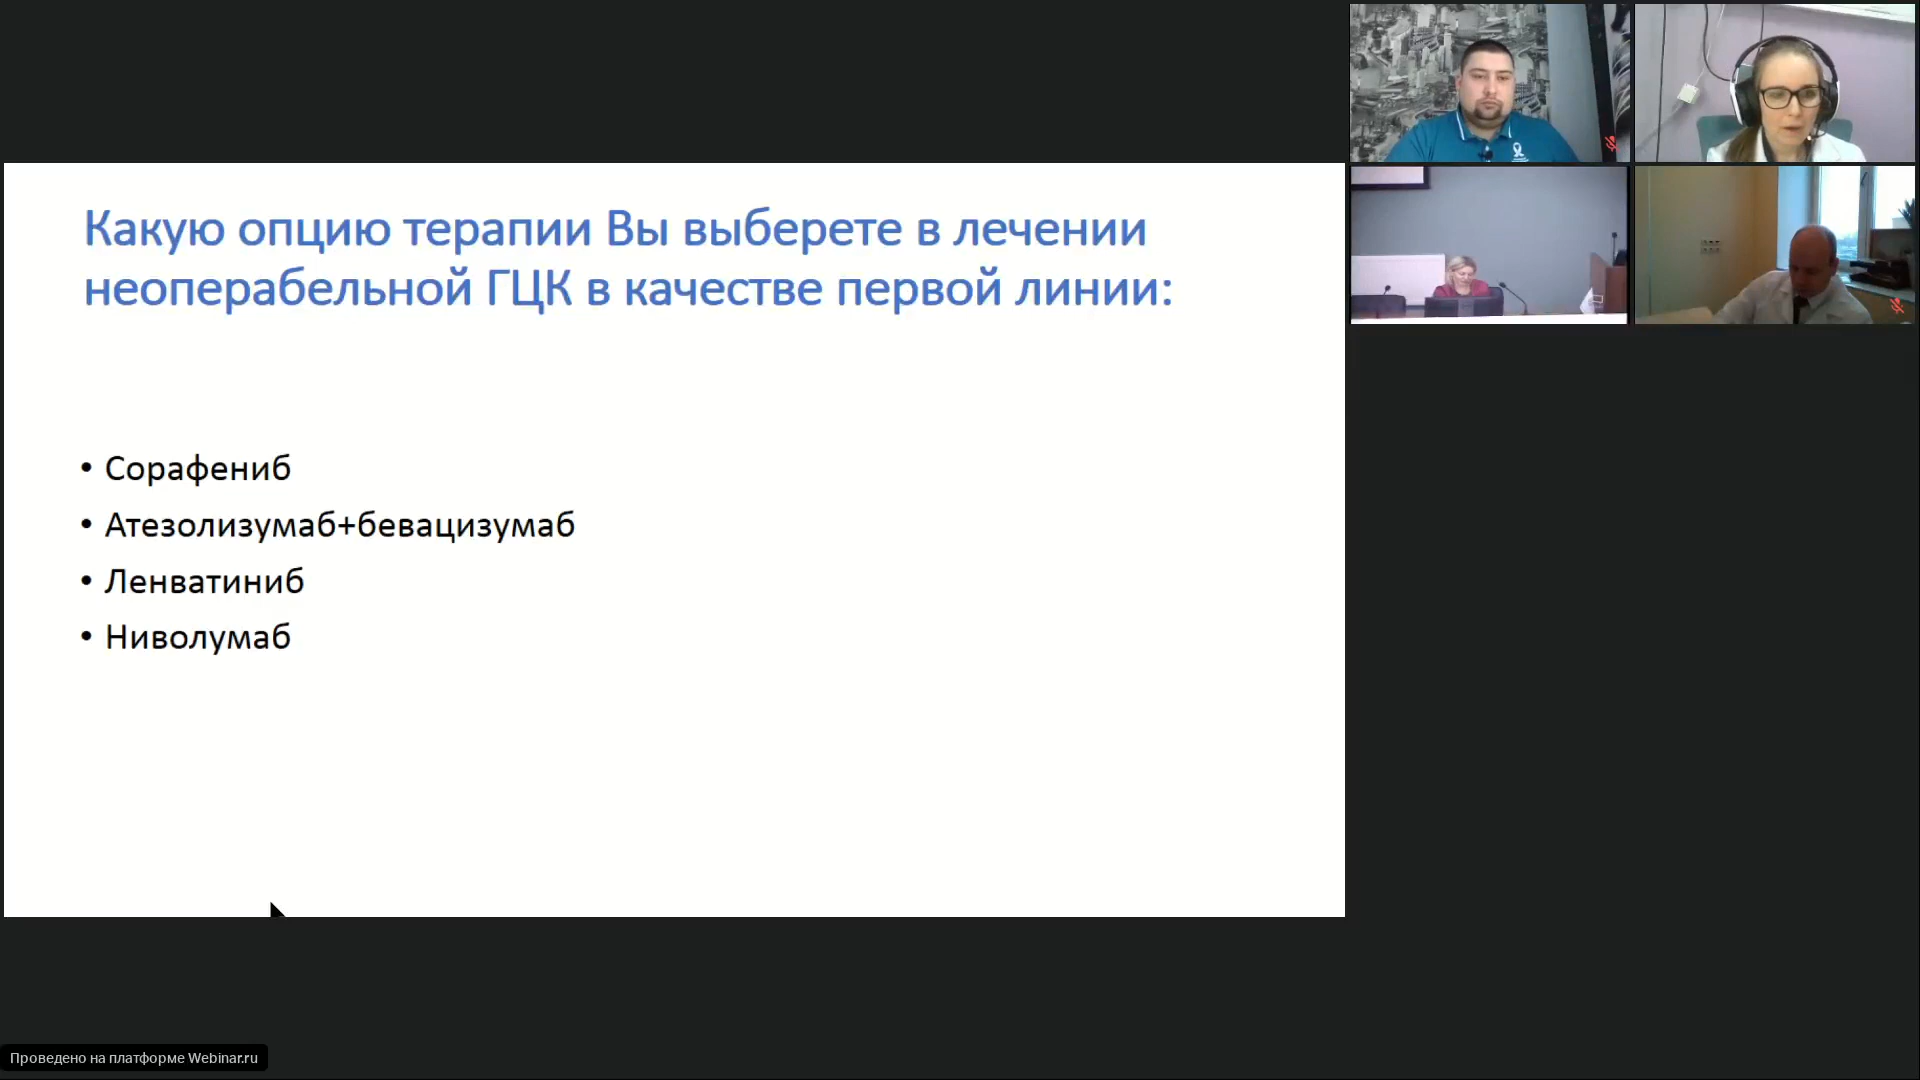 Какую опцию терапии Вы выберете в лечении
неоперабельной ГЦК в качестве первой линии:
• Сорафениб
• Атезолизумаб+бевацизумаб
• Ленватиниб
• Ниволумаб
Проведено на платформе Webinar.ru